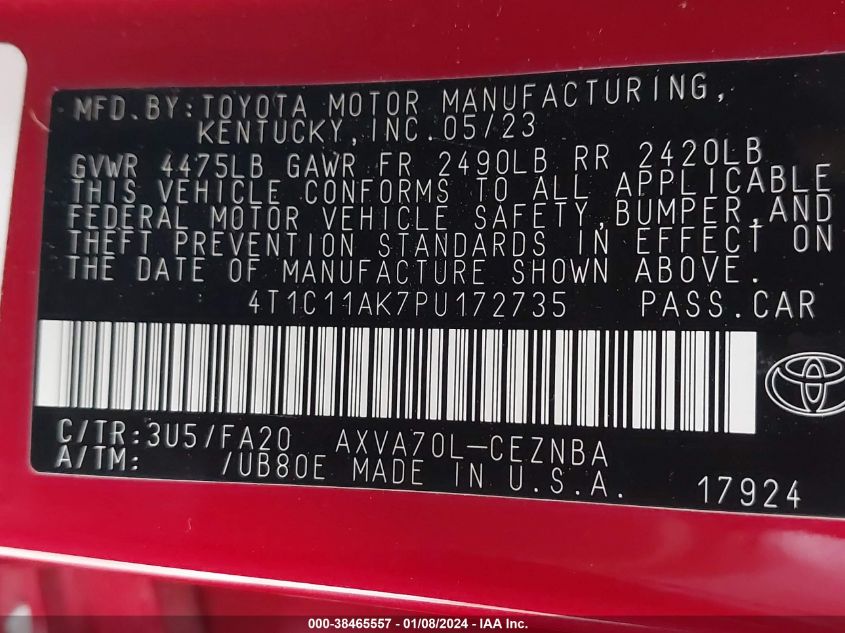 MFD.BY:TOYOTA MOTOR MANUFACTURING,
KENTUCKY,INC.05/23
GVWR 4475LB GAWR FR 2490LB RR 2420LB
THIS VEHICLE CONFORMS TO ALL APPLICABLE
FEDERAL MOTOR VEHICLE SAFETY,BUMPER,AND
THEFT PREVENTION STANDARDS IN EFFECT ON
THE DATE OF MANUFACTURE SHOWN ABOVE.
4T1C11AK7PU172735 PASS.CAR
C/TR:3U5/FA20 AXVA70L-CEZNBA
A/TM: /UB80E MADE IN U.S.A.
17924
000-38465557 - 01/08/2024 - IAA Inc.